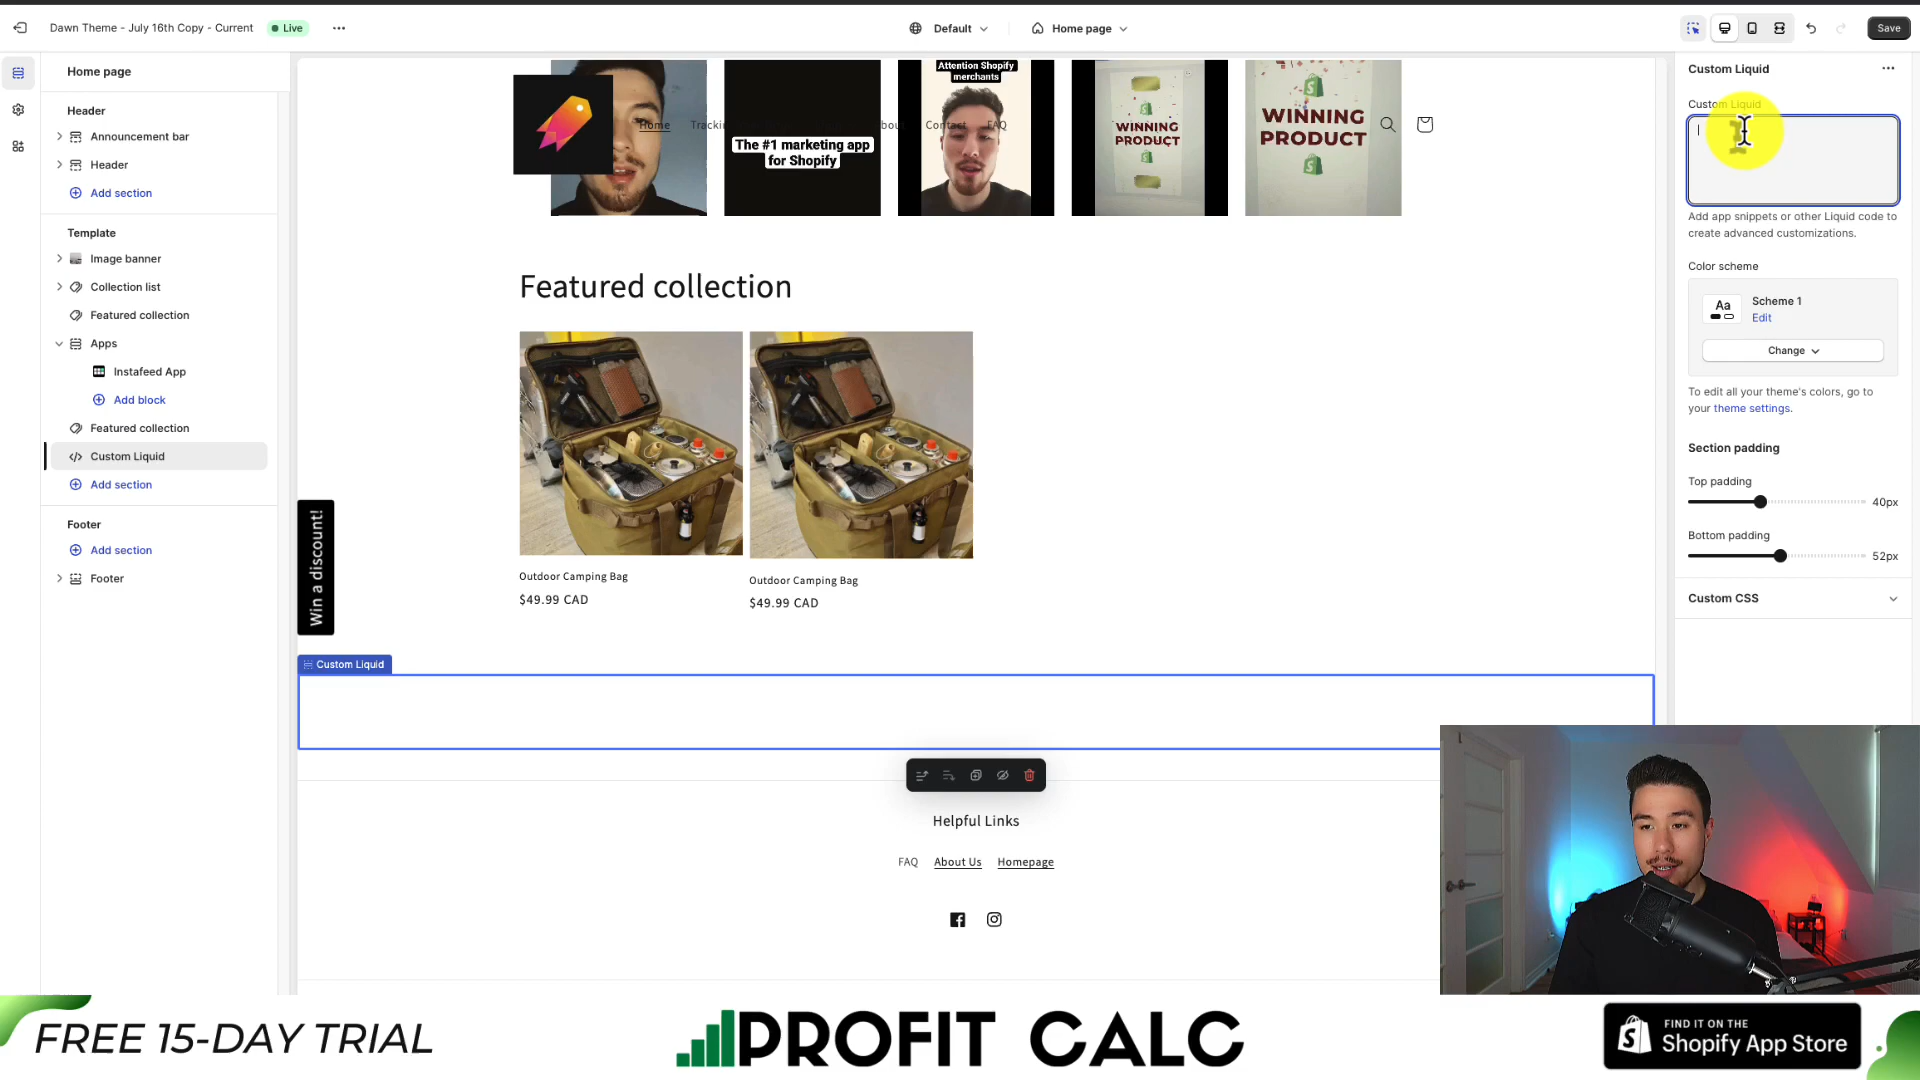 Dawn Theme - July 16th Copy - Current
Live
Default
Home page
Save
Home page
Header
Announcement bar
Header
Add section
Template
Image banner
Collection list
Featured collection
Apps
Instafeed App
Add block
Featured collection
Custom Liquid
Add section
Footer
Add section
Footer
Home
Contact
FAQ
The #1 marketing app
for Shopify
Attention Shopify
merchants
WINNING
PRODUCT
WINNING
PRODUCT
Featured collection
Outdoor Camping Bag
$49.99 CAD
Outdoor Camping Bag
$49.99 CAD
Win a discount!
Custom Liquid
Helpful Links
FAQ
About Us
Homepage
Custom Liquid
Custom Liquid
Add app snippets or other Liquid code to
create advanced customizations.
Color scheme
Aa
Scheme 1
Edit
Change
To edit all your theme's colors, go to
your theme settings.
Section padding
Top padding
40px
Bottom padding
52px
Custom CSS
FREE 15-DAY TRIAL
PROFIT CALC
FIND IT ON THE
Shopify App Store